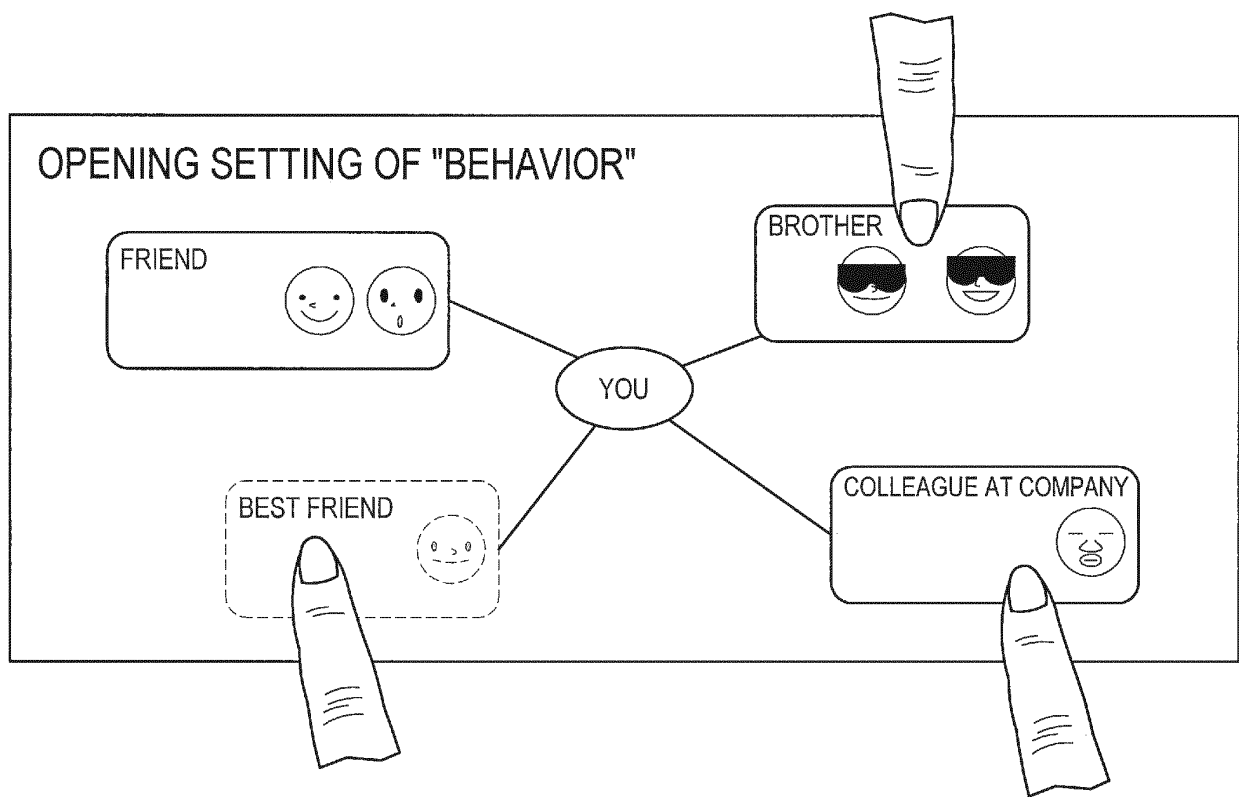 OPENING SETTING OF "BEHAVIOR"
FRIEND
BROTHER
YOU
BEST FRIEND
COLLEAGUE AT COMPANY